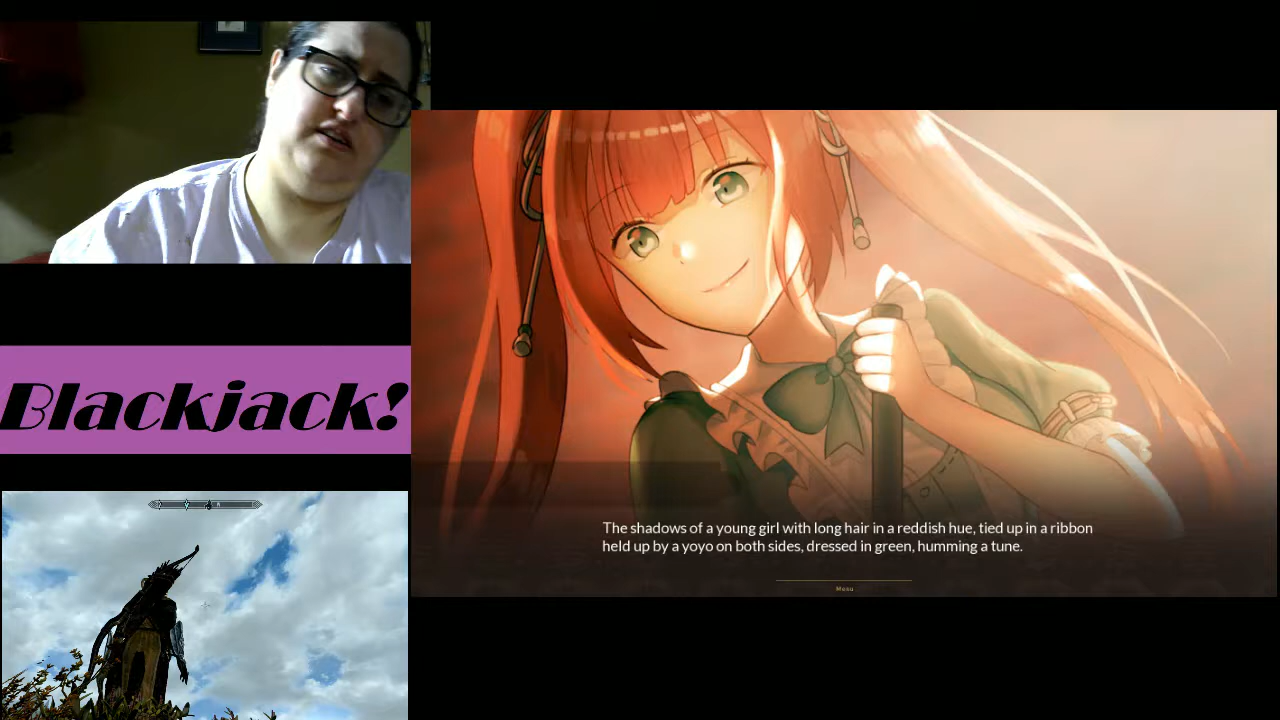 Blackjack!
The shadows of a young girl with long hair in a reddish hue, tied up in a ribbon
held up by a yoyo on both sides, dressed in green, humming a tune.
Menu